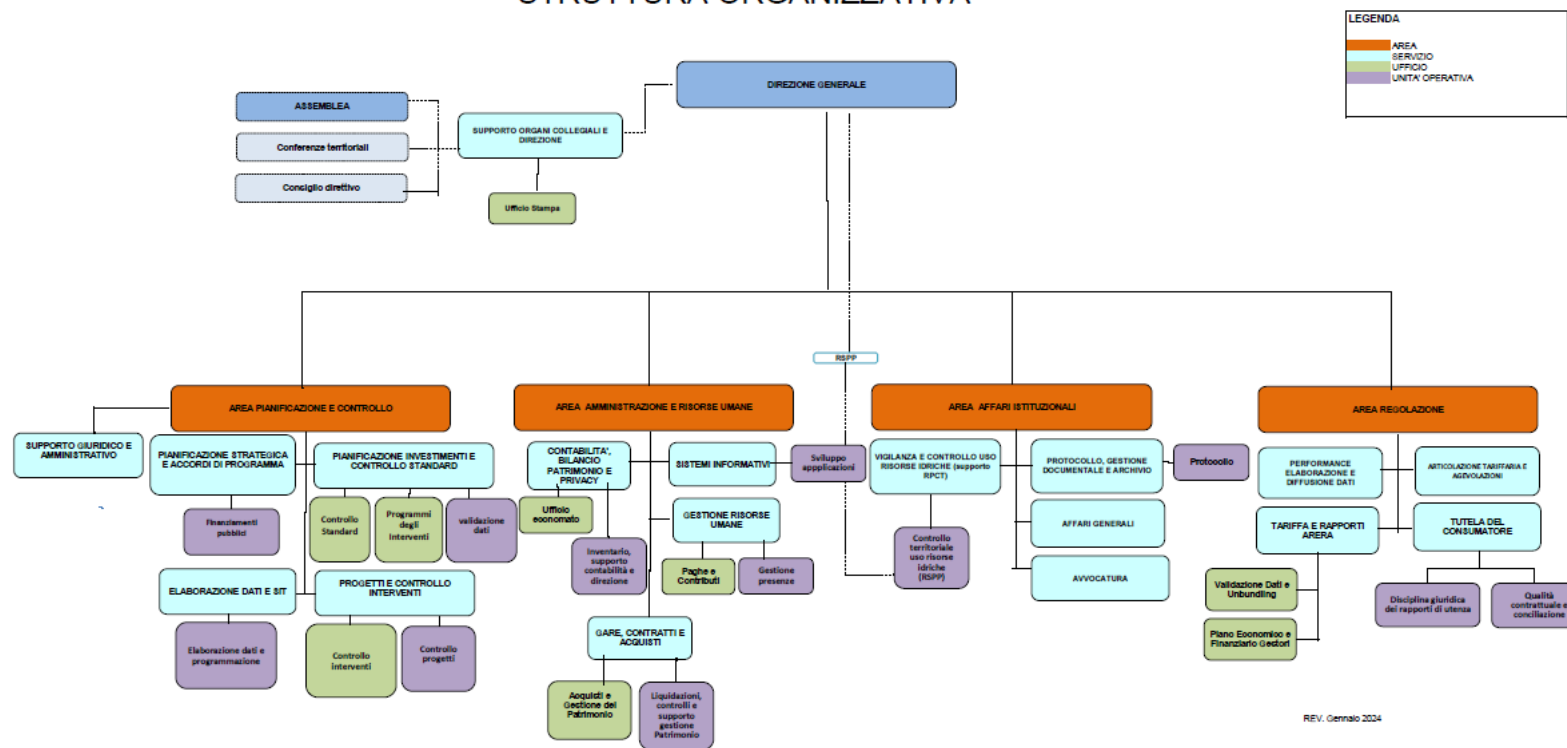 STRUTTURA ORGANIZZATIVA
LEGENDA
AREA
SERVIZIO
UFFICIO
UNITA' OPERATIVA
DIREZIONE GENERALE
ASSEMBLEA
Conferenze territoriali
Consiglio direttivo
SUPPORTO ORGANI COLLEGIALI E
DIREZIONE
Ufficio Stampa
RSPP
AREA PIANIFICAZIONE E CONTROLLO
SUPPORTO GIURIDICO E
AMMINISTRATIVO
PIANIFICAZIONE STRATEGICA
E ACCORDI DI PROGRAMMA
Finanziamenti
pubblici
PIANIFICAZIONE INVESTIMENTI E
CONTROLLO STANDARD
Controllo
Standard
Programmi
degli
Interventi
validazione
dati
ELABORAZIONE DATI E SIT
Elaborazione dati e
programmazione
PROGETTI E CONTROLLO
INTERVENTI
Controllo
interventi
Controllo
progetti
AREA AMMINISTRAZIONE E RISORSE UMANE
CONTABILITA',
BILANCIO
PATRIMONIO E
PRIVACY
Ufficio
economato
Inventario,
supporto
contabilità e
direzione
SISTEMI INFORMATIVI
Sviluppo
appplicazioni
GESTIONE RISORSE
UMANE
Paghe e
Contributi
Gestione
presenze
GARE, CONTRATTI E
ACQUISTI
Acquisti e
Gestione del
Patrimonio
Liquidazioni,
controlli e
supporto
gestione
Patrimonio
AREA AFFARI ISTITUZIONALI
VIGILANZA E CONTROLLO USO
RISORSE IDRICHE (supporto
RPCT)
Controllo
territoriale
uso risorse
idriche
(RSPP)
PROTOCOLLO, GESTIONE
DOCUMENTALE E ARCHIVIO
Protocollo
AFFARI GENERALI
AVVOCATURA
AREA REGOLAZIONE
PERFORMANCE
ELABORAZIONE E
DIFFUSIONE DATI
ARTICOLAZIONE TARIFFARIA E
AGEVOLAZIONI
TARIFFA E RAPPORTI
ARERA
Validazione Dati e
Unbundling
Piano Economico e
Finanziario Gestori
TUTELA DEL
CONSUMATORE
Disciplina giuridica
dei rapporti di utenza
Qualità
contrattuale e
conciliazione
REV. Gennaio 2024